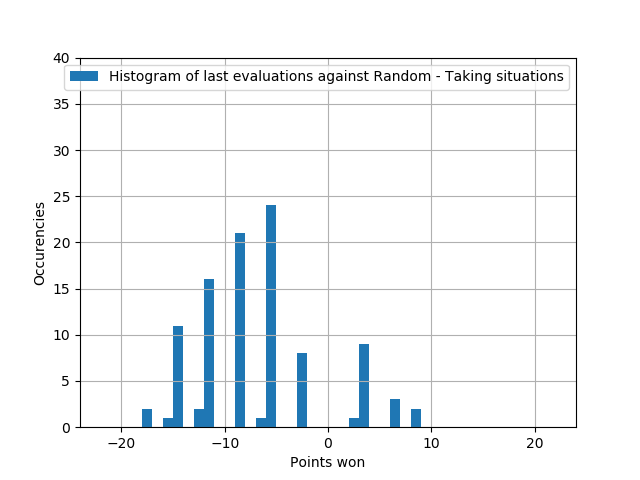 Histogram of last evaluations against Random - Taking situations
40
35
30
25
20
15
10
5
0
Occurencies
−20 −10 0 10 20
Points won